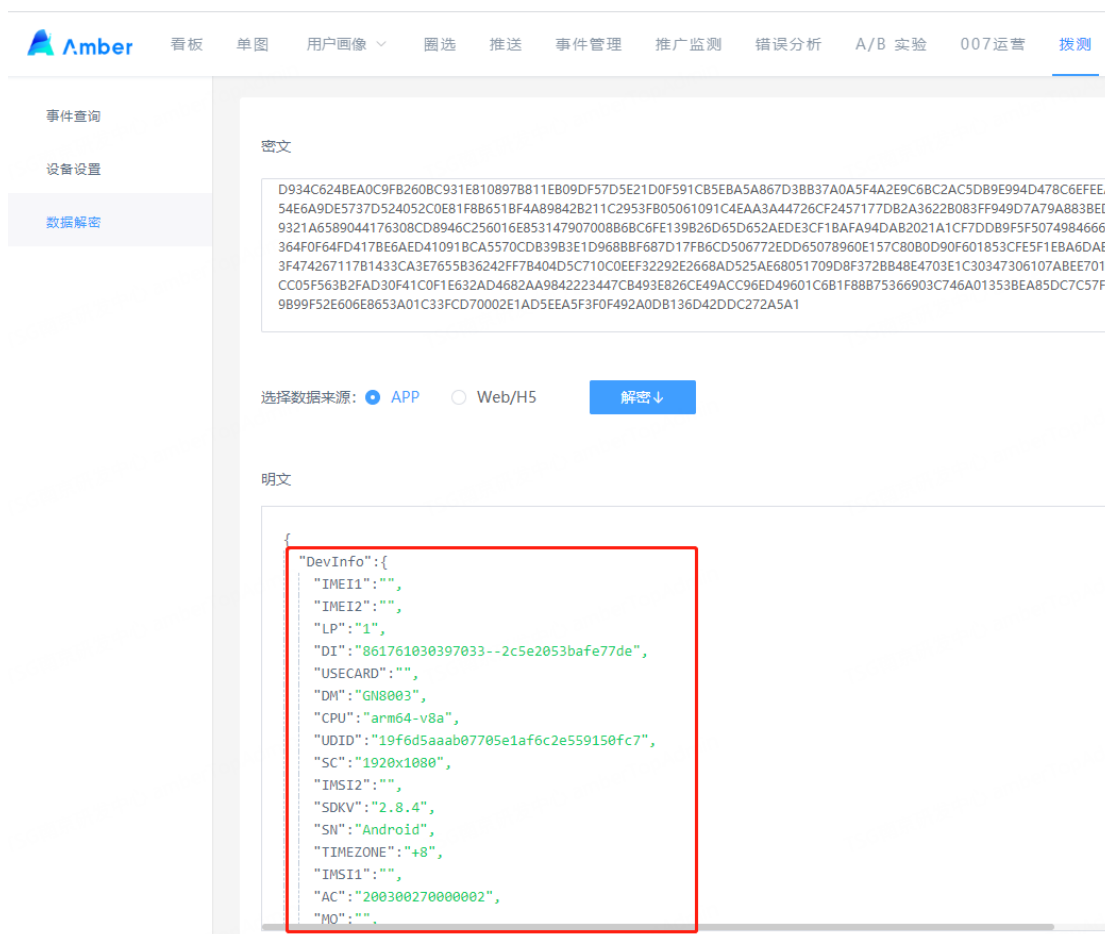 Amber 看板 单图 用户画像 圈选 推送 事件管理 推广监测 错误分析 A/B 实验 007运营 拨测
事件查询
设备设置
数据解密
密文
D934C624BEA0C9FB260BC931E810897B811EB09DF57D5E21D0F591CB5EBA5A867D3BB37A0A5F4A2E9C6BC2AC5DB9E994D478C6EFEE
54E6A9DE5737D524052C0E81F8B651BF4A89842B211C2953FB05061091C4EAA3A44726CF2457177DB2A3622B083FF949D7A79A883BED
9321A6589044176308CD8946C256016E853147907008B6BC6FE139B26D65D652AEDE3CF1BAFA94DAB2021A1CF7DDB9F5F5074984666
364F0F64FD417BE6AED41091BCA5570CDB39B3E1D968BBF687D17FB6CD506772EDD65078960E157C80B0D90F601853CFE5F1EBA6DAE
3F474267117B1433CA3E7655B36242FF7B404D5C710C0EEF32292E2668AD525AE68051709D8F372BB48E4703E1C30347306107ABEE701
CC05F563B2FAD30F41C0F1E632AD4682AA9842223447CB493E826CE49ACC96ED49601C6B1F88B75366903C746A01353BEA85DC7C57F
9B99F52E606E8653A01C33FCD70002E1AD5EEA5F3F0F492A0DB136D42DDC272A5A1
选择数据来源: APP Web/H5 解密↓
明文
{
"DevInfo":{
"IMEI1":"",
"IMEI2":"",
"LP":"1",
"DI":"861761030397033--2c5e2053bafe77de",
"USECARD":"",
"DM":"GN8003",
"CPU":"arm64-v8a",
"UDID":"19f6d5aaab07705e1af6c2e559150fc7",
"SC":"1920x1080",
"IMSI2":"",
"SDKV":"2.8.4",
"SN":"Android",
"TIMEZONE":"+8",
"IMSI1":"",
"AC":"200300270000002",
"MO":"",